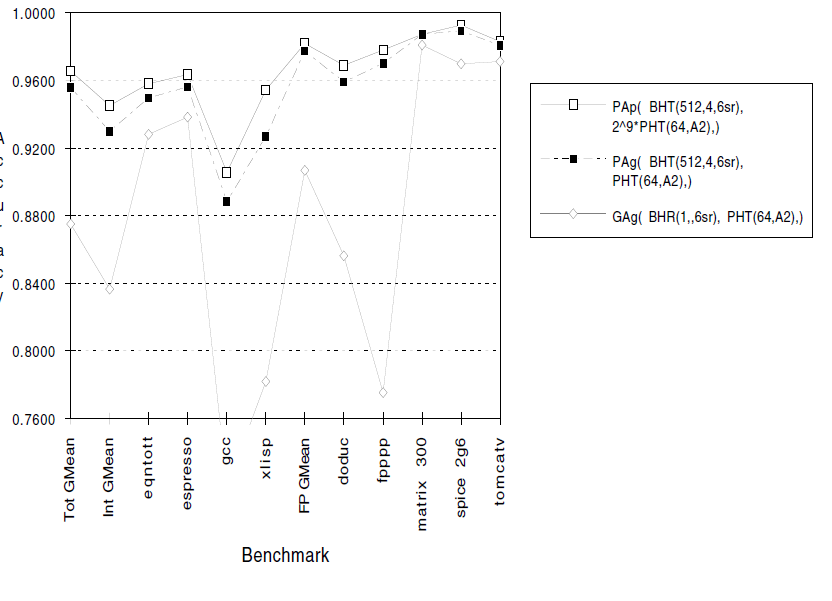 1.0000
0.9600
0.9200
0.8800
0.8400
0.8000
0.7600
A
c
c
u
r
a
c
y
Tot GMean
Int GMean
eqntott
espresso
gcc
xlisp
FP GMean
doduc
fpppp
matrix 300
spice 2g6
tomcatv
Benchmark
PAp( BHT(512,4,6sr),
2^9*PHT(64,A2),)
PAg( BHT(512,4,6sr),
PHT(64,A2),)
GAg( BHR(1,,6sr), PHT(64,A2),)